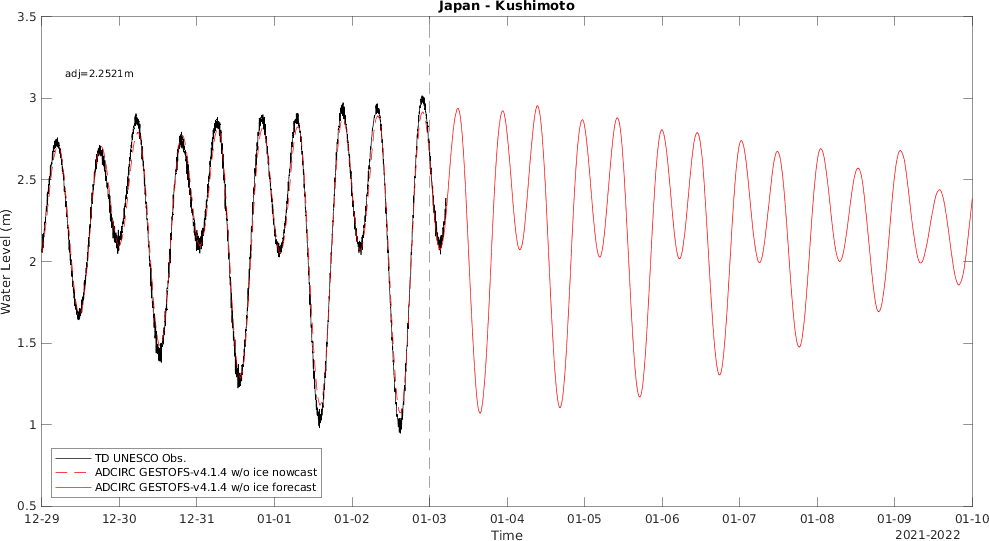 Japan - Kushimoto
3.5
3
2.5
2
1.5
1
0.5
Water Level (m)
adj=2.2521m
TD UNESCO Obs.
ADCIRC GESTOFS-v4.1.4 w/o ice nowcast
ADCIRC GESTOFS-v4.1.4 w/o ice forecast
12-29 12-30 12-31 01-01 01-02 01-03 01-04 01-05 01-06 01-07 01-08 01-09 01-10
Time
2021-2022